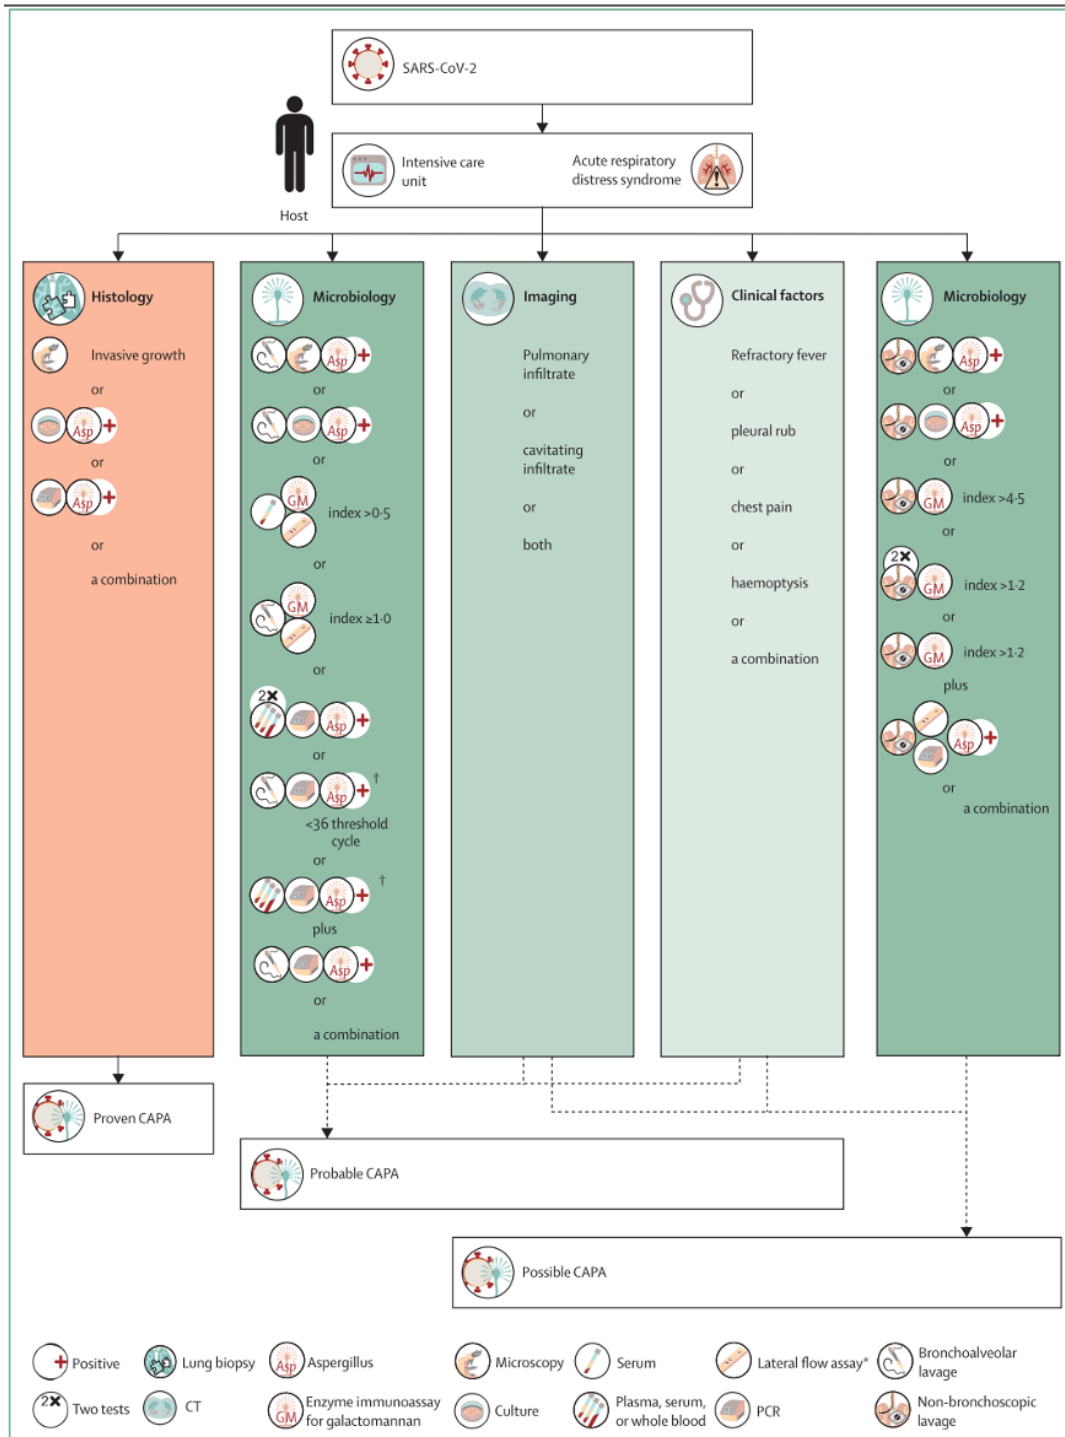 SARS-CoV-2
Intensive care
unit
Acute respiratory
distress syndrome
Host
Histology
Invasive growth
or
Asp
or
Asp
or
a combination
Microbiology
Asp
or
Asp
or
GM
index >0·5
or
GM
index ≥1·0
or
2✖
Asp
or
Asp
†
<36 threshold
cycle
or
Asp
†
plus
Asp
or
a combination
Imaging
Pulmonary
infiltrate
or
cavitating
infiltrate
or
both
Clinical factors
Refractory fever
or
pleural rub
or
chest pain
or
haemoptysis
or
a combination
Microbiology
Asp
or
Asp
or
GM
index >4·5
or
2✖
GM
index >1·2
or
GM
index >1·2
plus
Asp
or
a combination
Proven CAPA
Probable CAPA
Possible CAPA
Positive
Lung biopsy
Asp
Aspergillus
Microscopy
Serum
Lateral flow assay*
Bronchoalveolar
lavage
2✖
Two tests
CT
GM
Enzyme immunoassay
for galactomannan
Culture
Plasma, serum,
or whole blood
PCR
Non-bronchoscopic
lavage